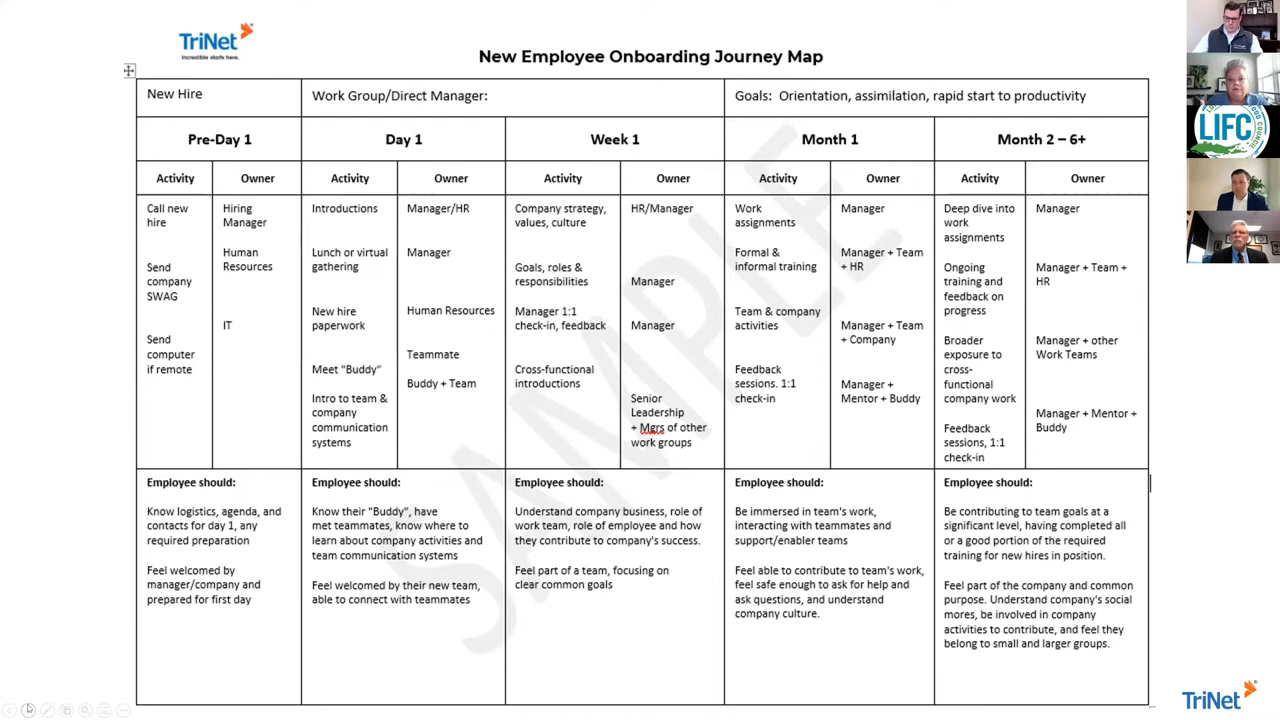 TriNet
Incredible starts here.
New Employee Onboarding Journey Map
New Hire
Work Group/Direct Manager:
Goals: Orientation, assimilation, rapid start to productivity
Pre-Day 1
Day 1
Week 1
Month 1
Month 2 – 6+
Activity
Owner
Activity
Owner
Activity
Owner
Activity
Owner
Activity
Owner
Call new
hire
Send
company
SWAG
Send
computer
if remote
Hiring
Manager
Human
Resources
IT
Introductions
Lunch or virtual
gathering
New hire
paperwork
Meet "Buddy"
Intro to team &
company
communication
systems
Manager/HR
Manager
Human Resources
Teammate
Buddy + Team
Company strategy,
values, culture
Goals, roles &
responsibilities
Manager 1:1
check-in, feedback
Cross-functional
introductions
HR/Manager
Manager
Manager
Senior
Leadership
+ Mgrs of other
work groups
Work
assignments
Formal &
informal training
Team & company
activities
Feedback
sessions. 1:1
check-in
Manager
Manager + Team
+ HR
Manager + Team
+ Company
Manager +
Mentor + Buddy
Deep dive into
work
assignments
Ongoing
training and
feedback on
progress
Broader
exposure to
cross-
functional
company work
Feedback
sessions, 1:1
check-in
Manager
Manager + Team +
HR
Manager + other
Work Teams
Manager + Mentor +
Buddy
Employee should:
Know logistics, agenda, and
contacts for day 1, any
required preparation
Feel welcomed by
manager/company and
prepared for first day
Employee should:
Know their "Buddy", have
met teammates, know where to
learn about company activities and
team communication systems
Feel welcomed by their new team,
able to connect with teammates
Employee should:
Understand company business, role of
work team, role of employee and how
they contribute to company's success.
Feel part of a team, focusing on
clear common goals
Employee should:
Be immersed in team's work,
interacting with teammates and
support/enabler teams
Feel able to contribute to team's work,
feel safe enough to ask for help and
ask questions, and understand
company culture.
Employee should:
Be contributing to team goals at a
significant level, having completed all
or a good portion of the required
training for new hires in position.
Feel part of the company and common
purpose. Understand company's social
mores, be involved in company
activities to contribute, and feel they
belong to small and larger groups.
SAMPLE
LIFC
TriNet